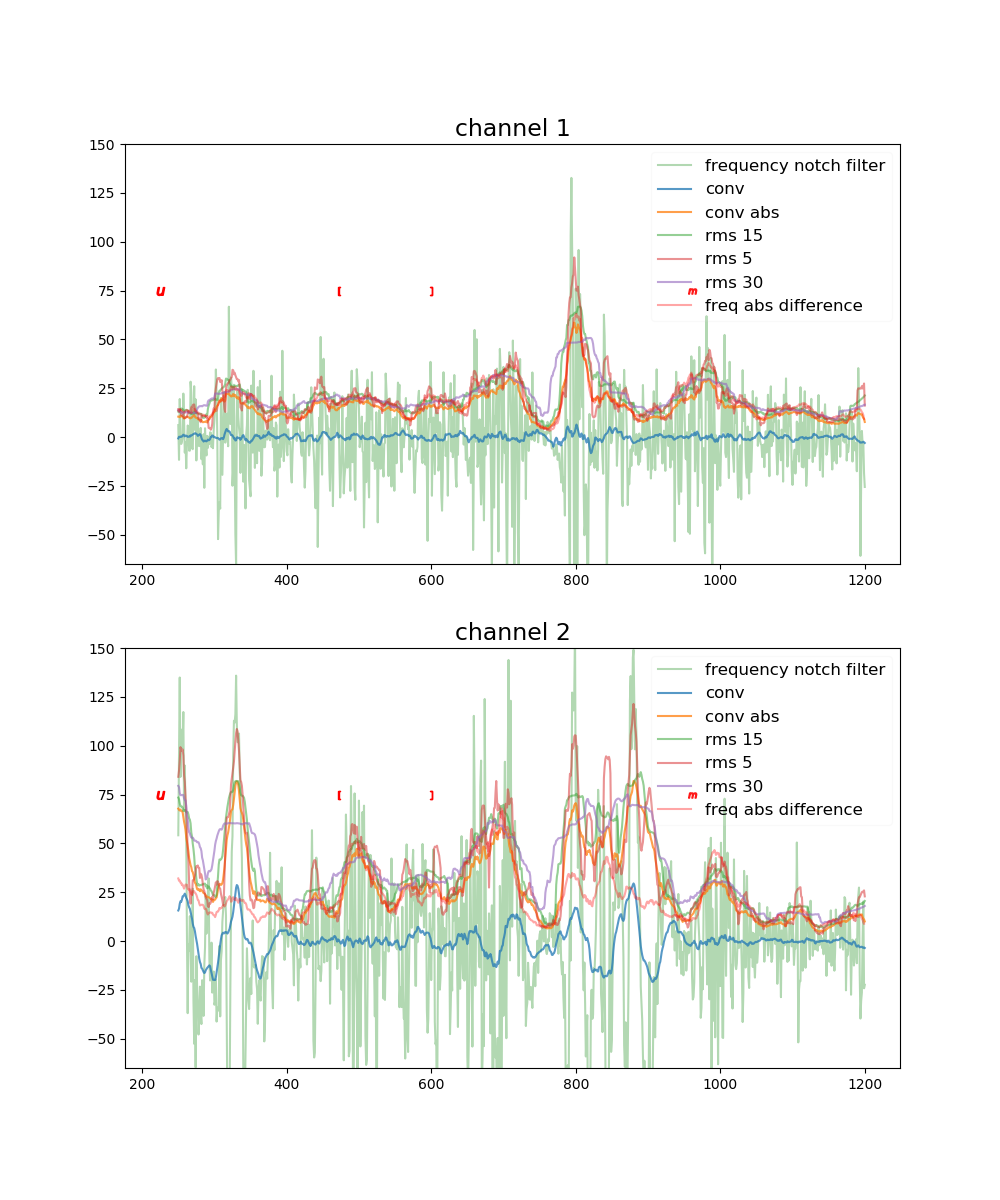 channel 1
150
125
100
75
50
25
0
−25
−50
frequency notch filter
conv
conv abs
rms 15
rms 5
rms 30
freq abs difference
u
[
]
m
200 400 600 800 1000 1200
channel 2
150
125
100
75
50
25
0
−25
−50
frequency notch filter
conv
conv abs
rms 15
rms 5
rms 30
freq abs difference
u
[
]
m
200 400 600 800 1000 1200